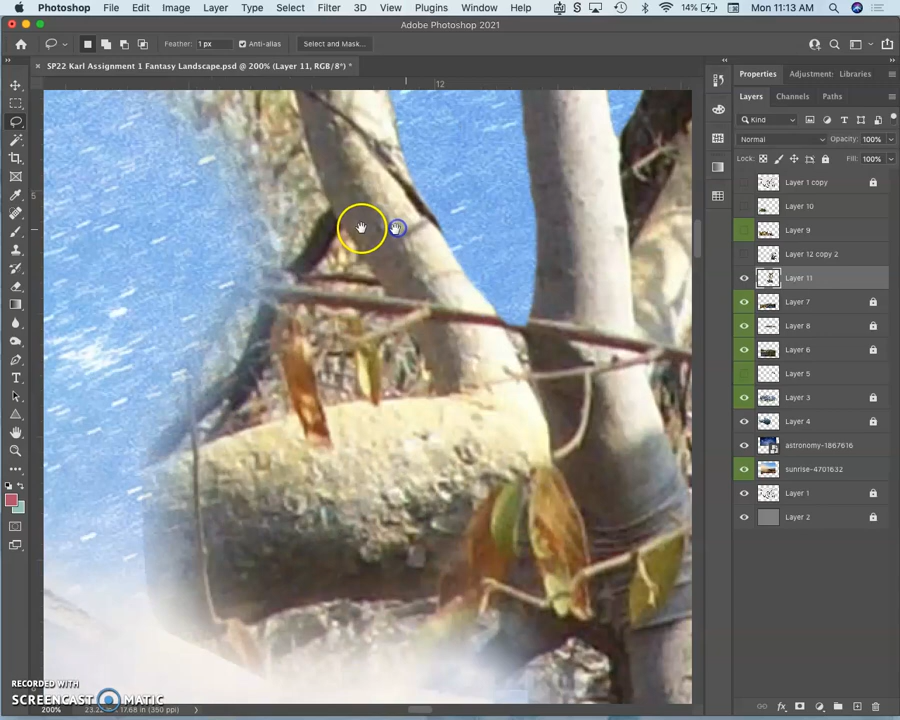 Photoshop File Edit Image Layer Type Select Filter 3D View Plugins Window Help 14% Mon 11:13 AM
Adobe Photoshop 2021
Feather: 1 px Anti-alias Select and Mask...
SP22 Karl Assignment 1 Fantasy Landscape.psd @ 200% (Layer 11, RGB/8*) *
Properties Adjustment: Libraries
12
Layers Channels Paths
Kind
Normal Opacity: 100%
Lock: Fill: 100%
Layer 1 copy
5
Layer 10
Layer 9
Layer 12 copy 2
Layer 11
Layer 7
Layer 8
Layer 6
Layer 5
Layer 3
Layer 4
astronomy-1867616
sunrise-4701632
Layer 1
Layer 2
RECORDED WITH
SCREENCAST MATIC
200%